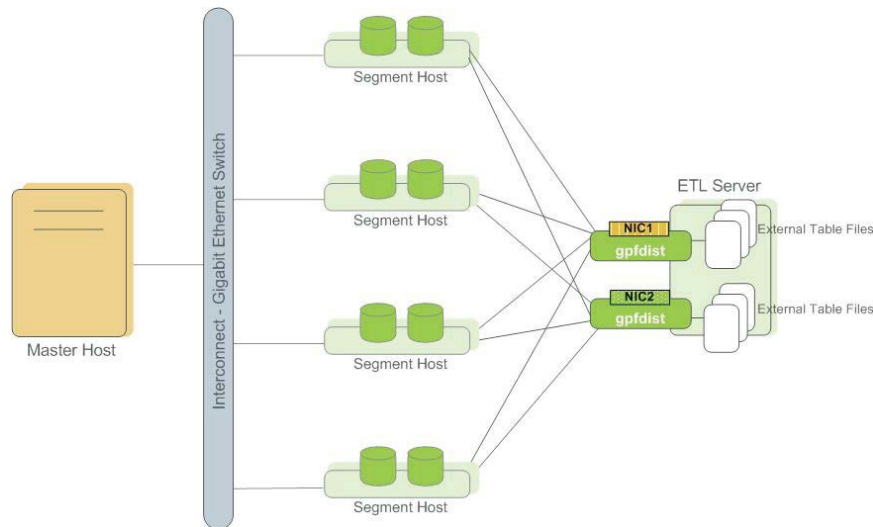 Master Host
Interconnect - Gigabit Ethernet Switch
Segment Host
Segment Host
Segment Host
Segment Host
ETL Server
NIC1
gpfdist
External Table Files
NIC2
gpfdist
External Table Files